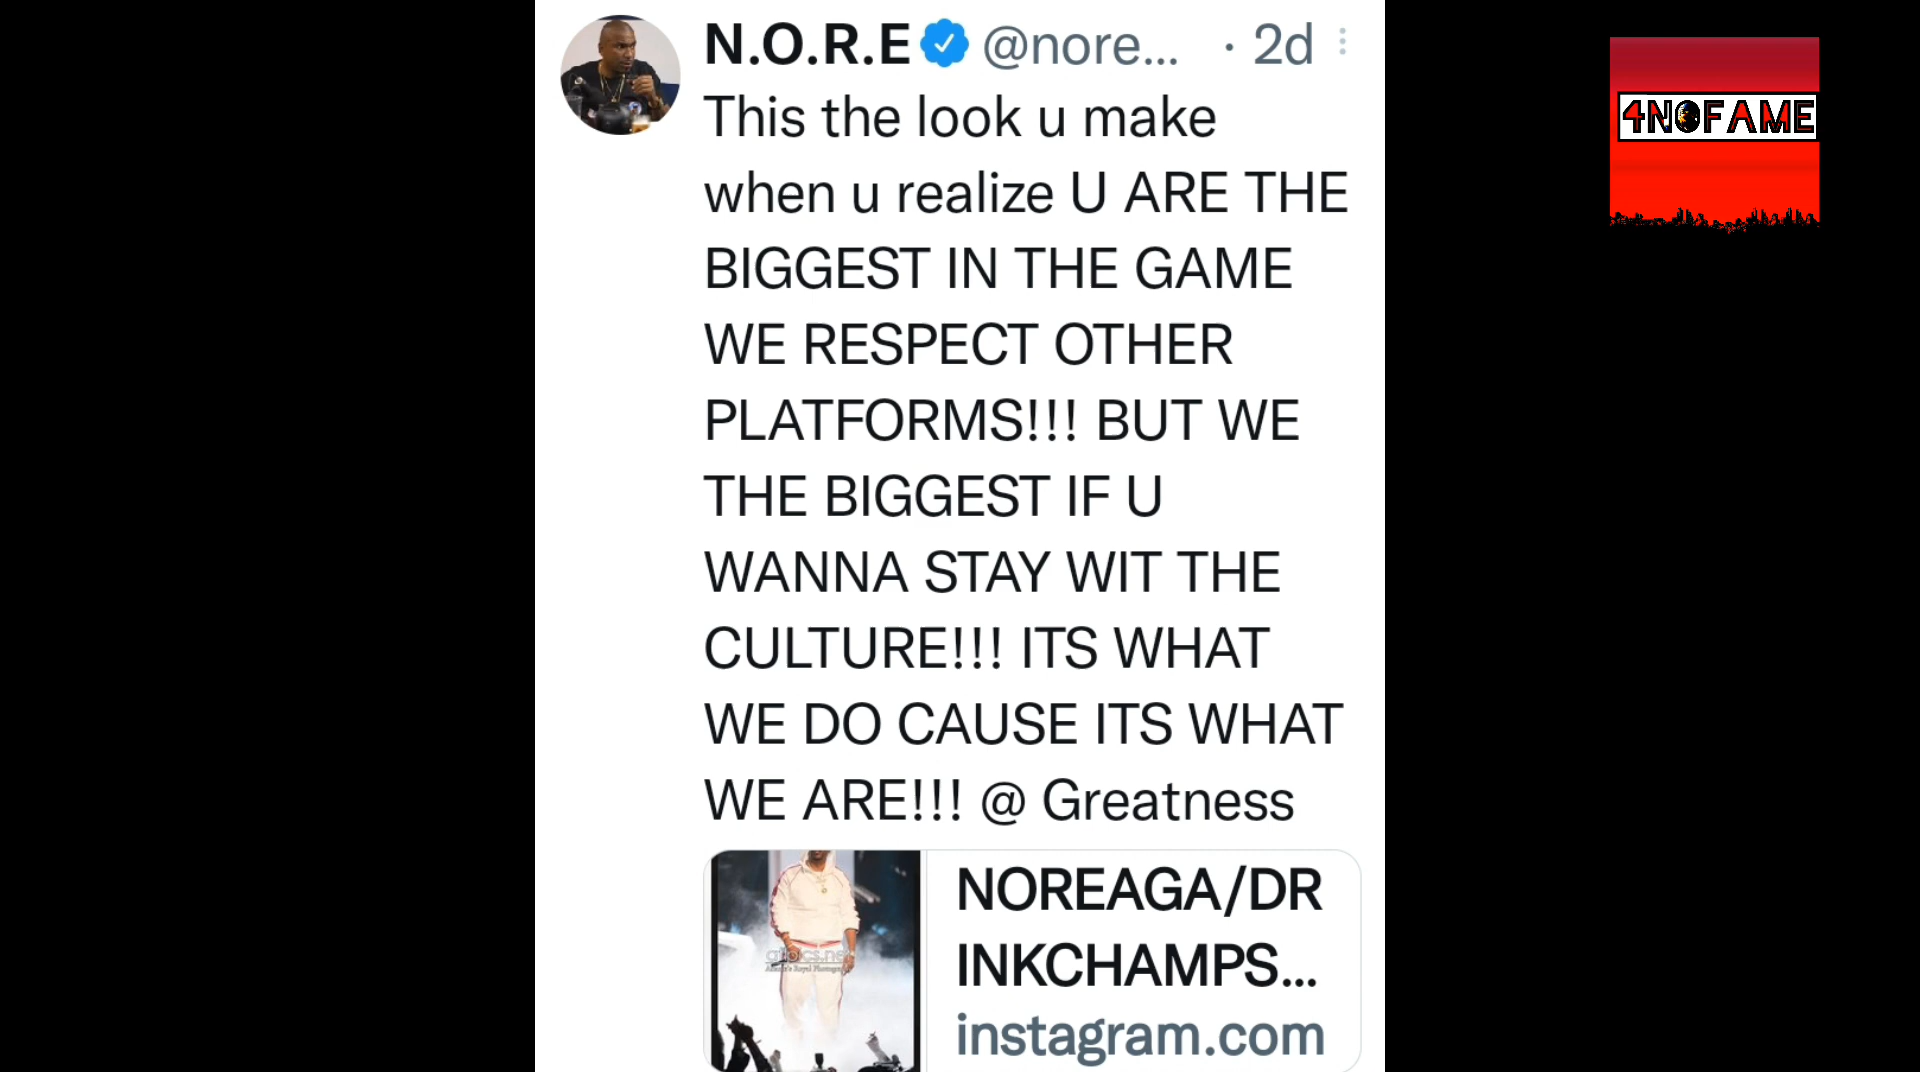 N.O.R.E @nore... · 2d
This the look u make
when u realize U ARE THE
BIGGEST IN THE GAME
WE RESPECT OTHER
PLATFORMS!!! BUT WE
THE BIGGEST IF U
WANNA STAY WIT THE
CULTURE!!! ITS WHAT
WE DO CAUSE ITS WHAT
WE ARE!!! @ Greatness
NOREAGA/DR
INKCHAMPS...
instagram.com
4NOFAME